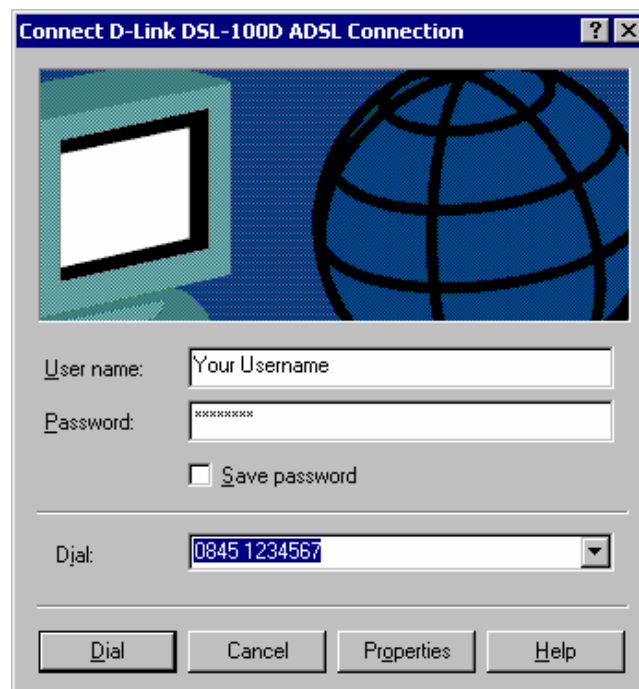 Connect D-Link DSL-100D ADSL Connection
User name: Your Username
Password: ********
Save password
Dial: 0845 1234567
Dial Cancel Properties Help